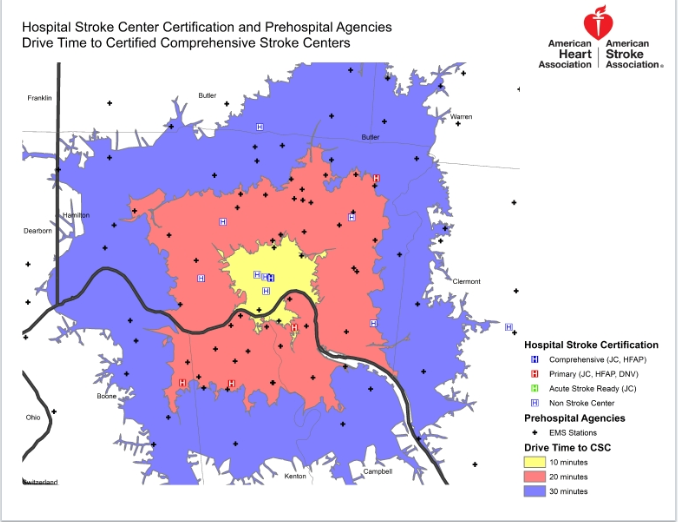 Hospital Stroke Center Certification and Prehospital Agencies
Drive Time to Certified Comprehensive Stroke Centers
American American
Heart Stroke
Association Association®
Franklin
Butler
Warren
Butler
Hamilton
Dearborn
Clermont
Boone
Ohio
Kenton
Campbell
Switzerland
Hospital Stroke Certification
H Comprehensive (JC, HFAP)
H Primary (JC, HFAP, DNV)
H Acute Stroke Ready (JC)
H Non Stroke Center
Prehospital Agencies
+ EMS Stations
Drive Time to CSC
10 minutes
20 minutes
30 minutes